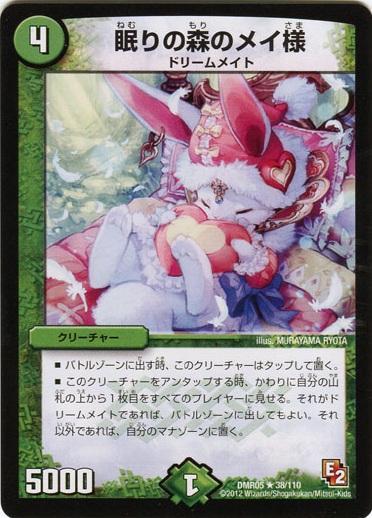 4
眠りの森のメイ様
ねむ もり さま
ドリームメイト
クリーチャー
illus. MURAYAMA RYOTA
■ バトルゾーンに出す時、このクリーチャーはタップして置く。
■ このクリーチャーをアンタップする時、かわりに自分の山
札の上から1枚目をすべてのプレイヤーに見せる。それが
ドリームメイトであれば、バトルゾーンに出してもよい。それ
以外であれば、自分のマナゾーンに置く。
5000
1
E2
DMR05 ★ 38/110
©2012 Wizards/Shogakukan/Mitsui-Kids